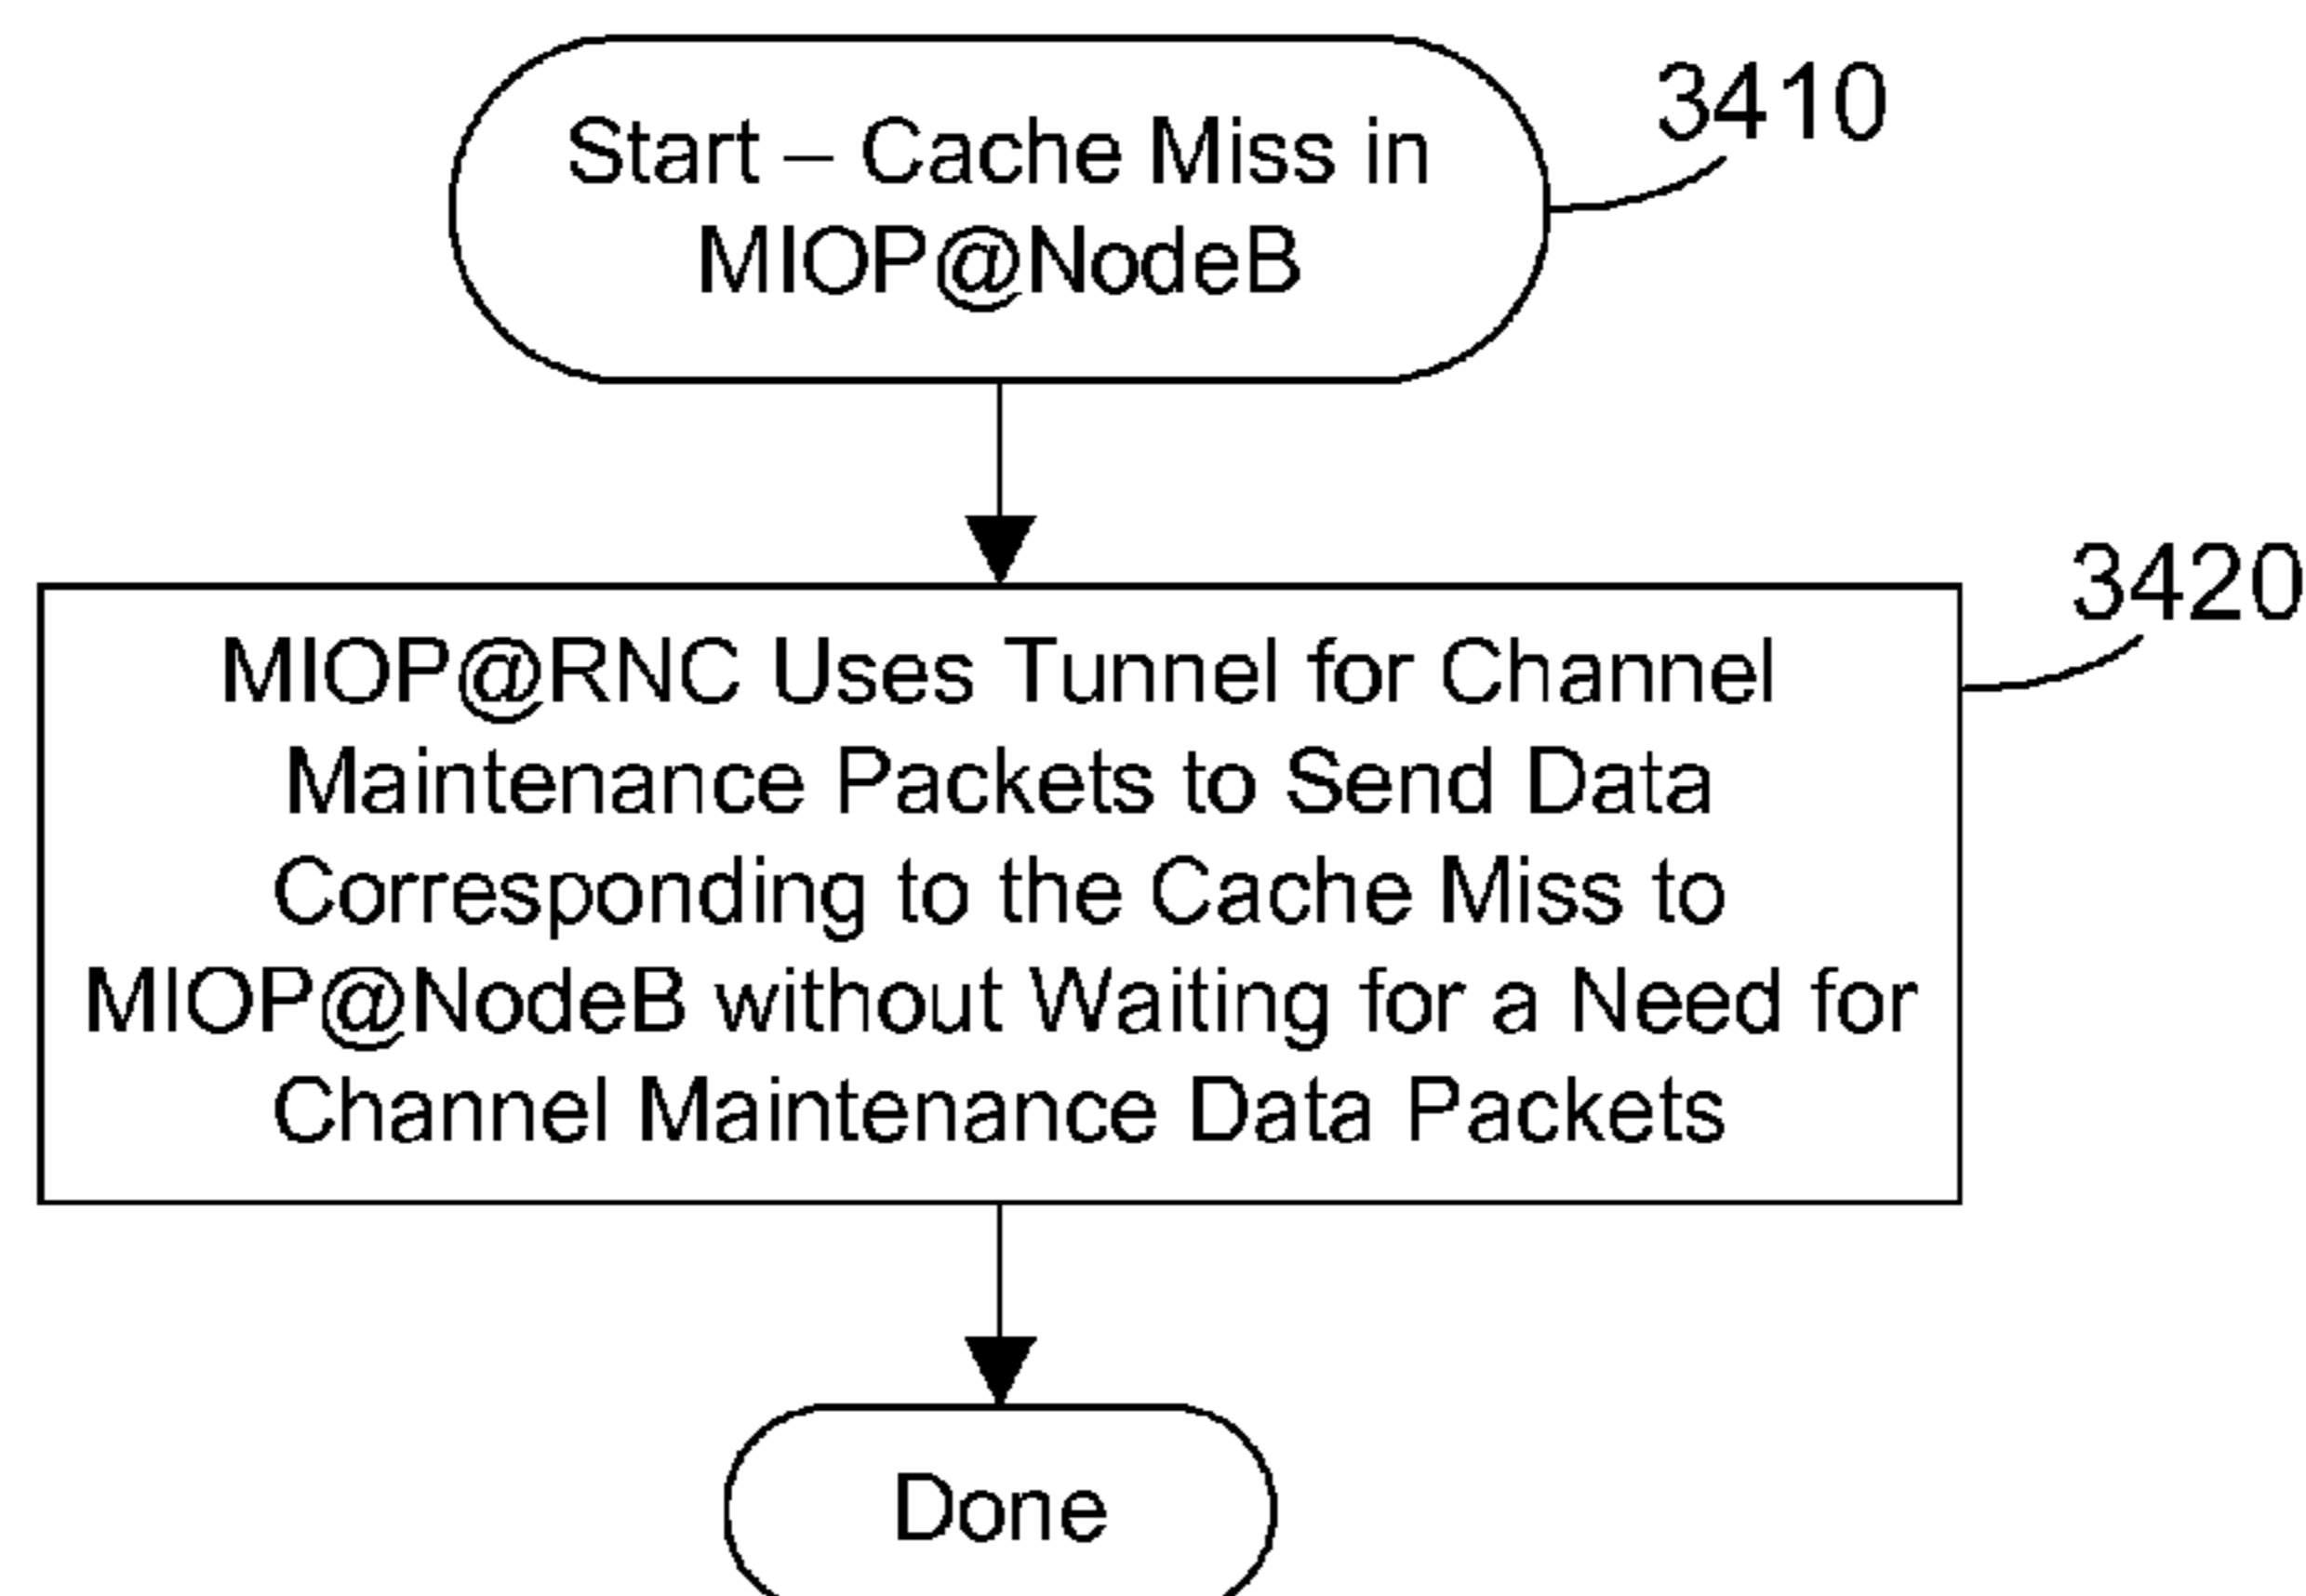 Start – Cache Miss in
MIOP@NodeB
3410
MIOP@RNC Uses Tunnel for Channel
Maintenance Packets to Send Data
Corresponding to the Cache Miss to
MIOP@NodeB without Waiting for a Need for
Channel Maintenance Data Packets
3420
Done